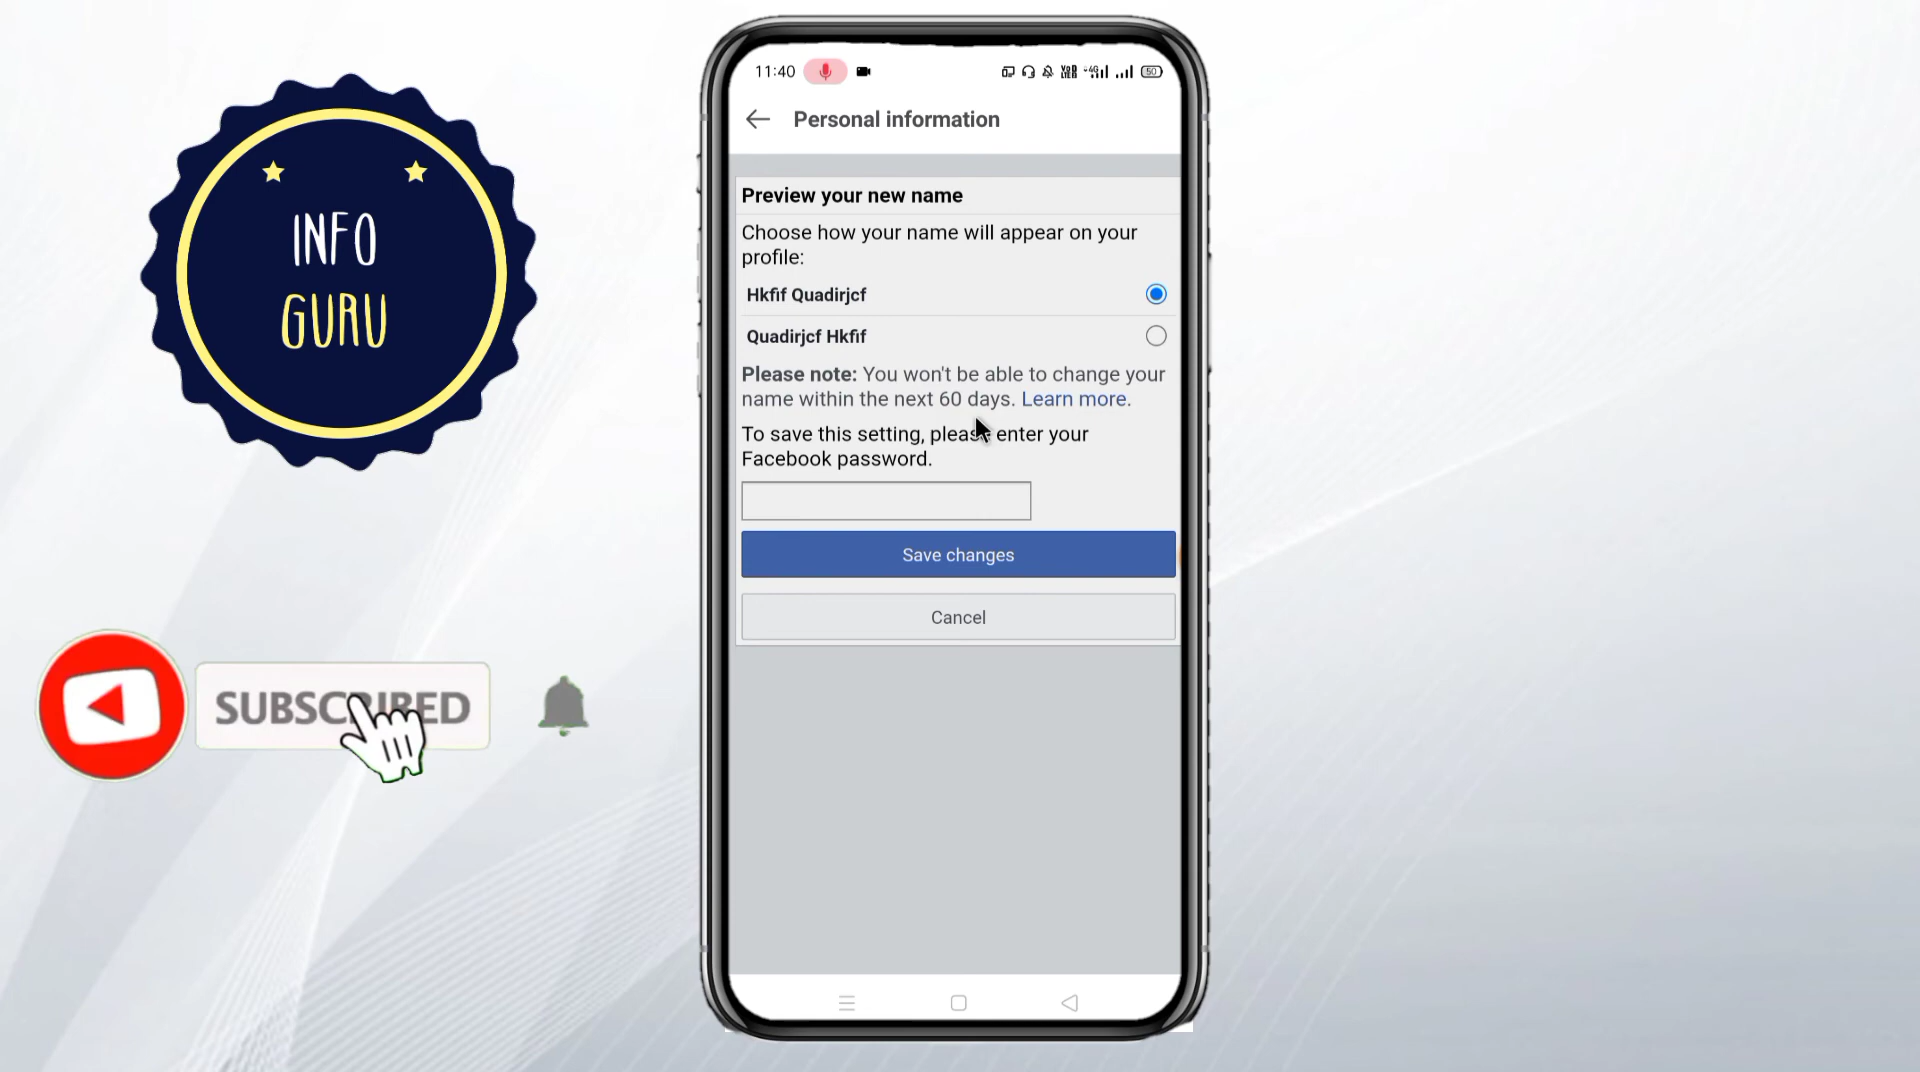 INFO
GURU
SUBSCRIBED
11:40
50
Personal information
Preview your new name
Choose how your name will appear on your
profile:
Hkfif Quadirjcf
Quadirjcf Hkfif
Please note: You won't be able to change your
name within the next 60 days. Learn more.
To save this setting, please enter your
Facebook password.
Save changes
Cancel